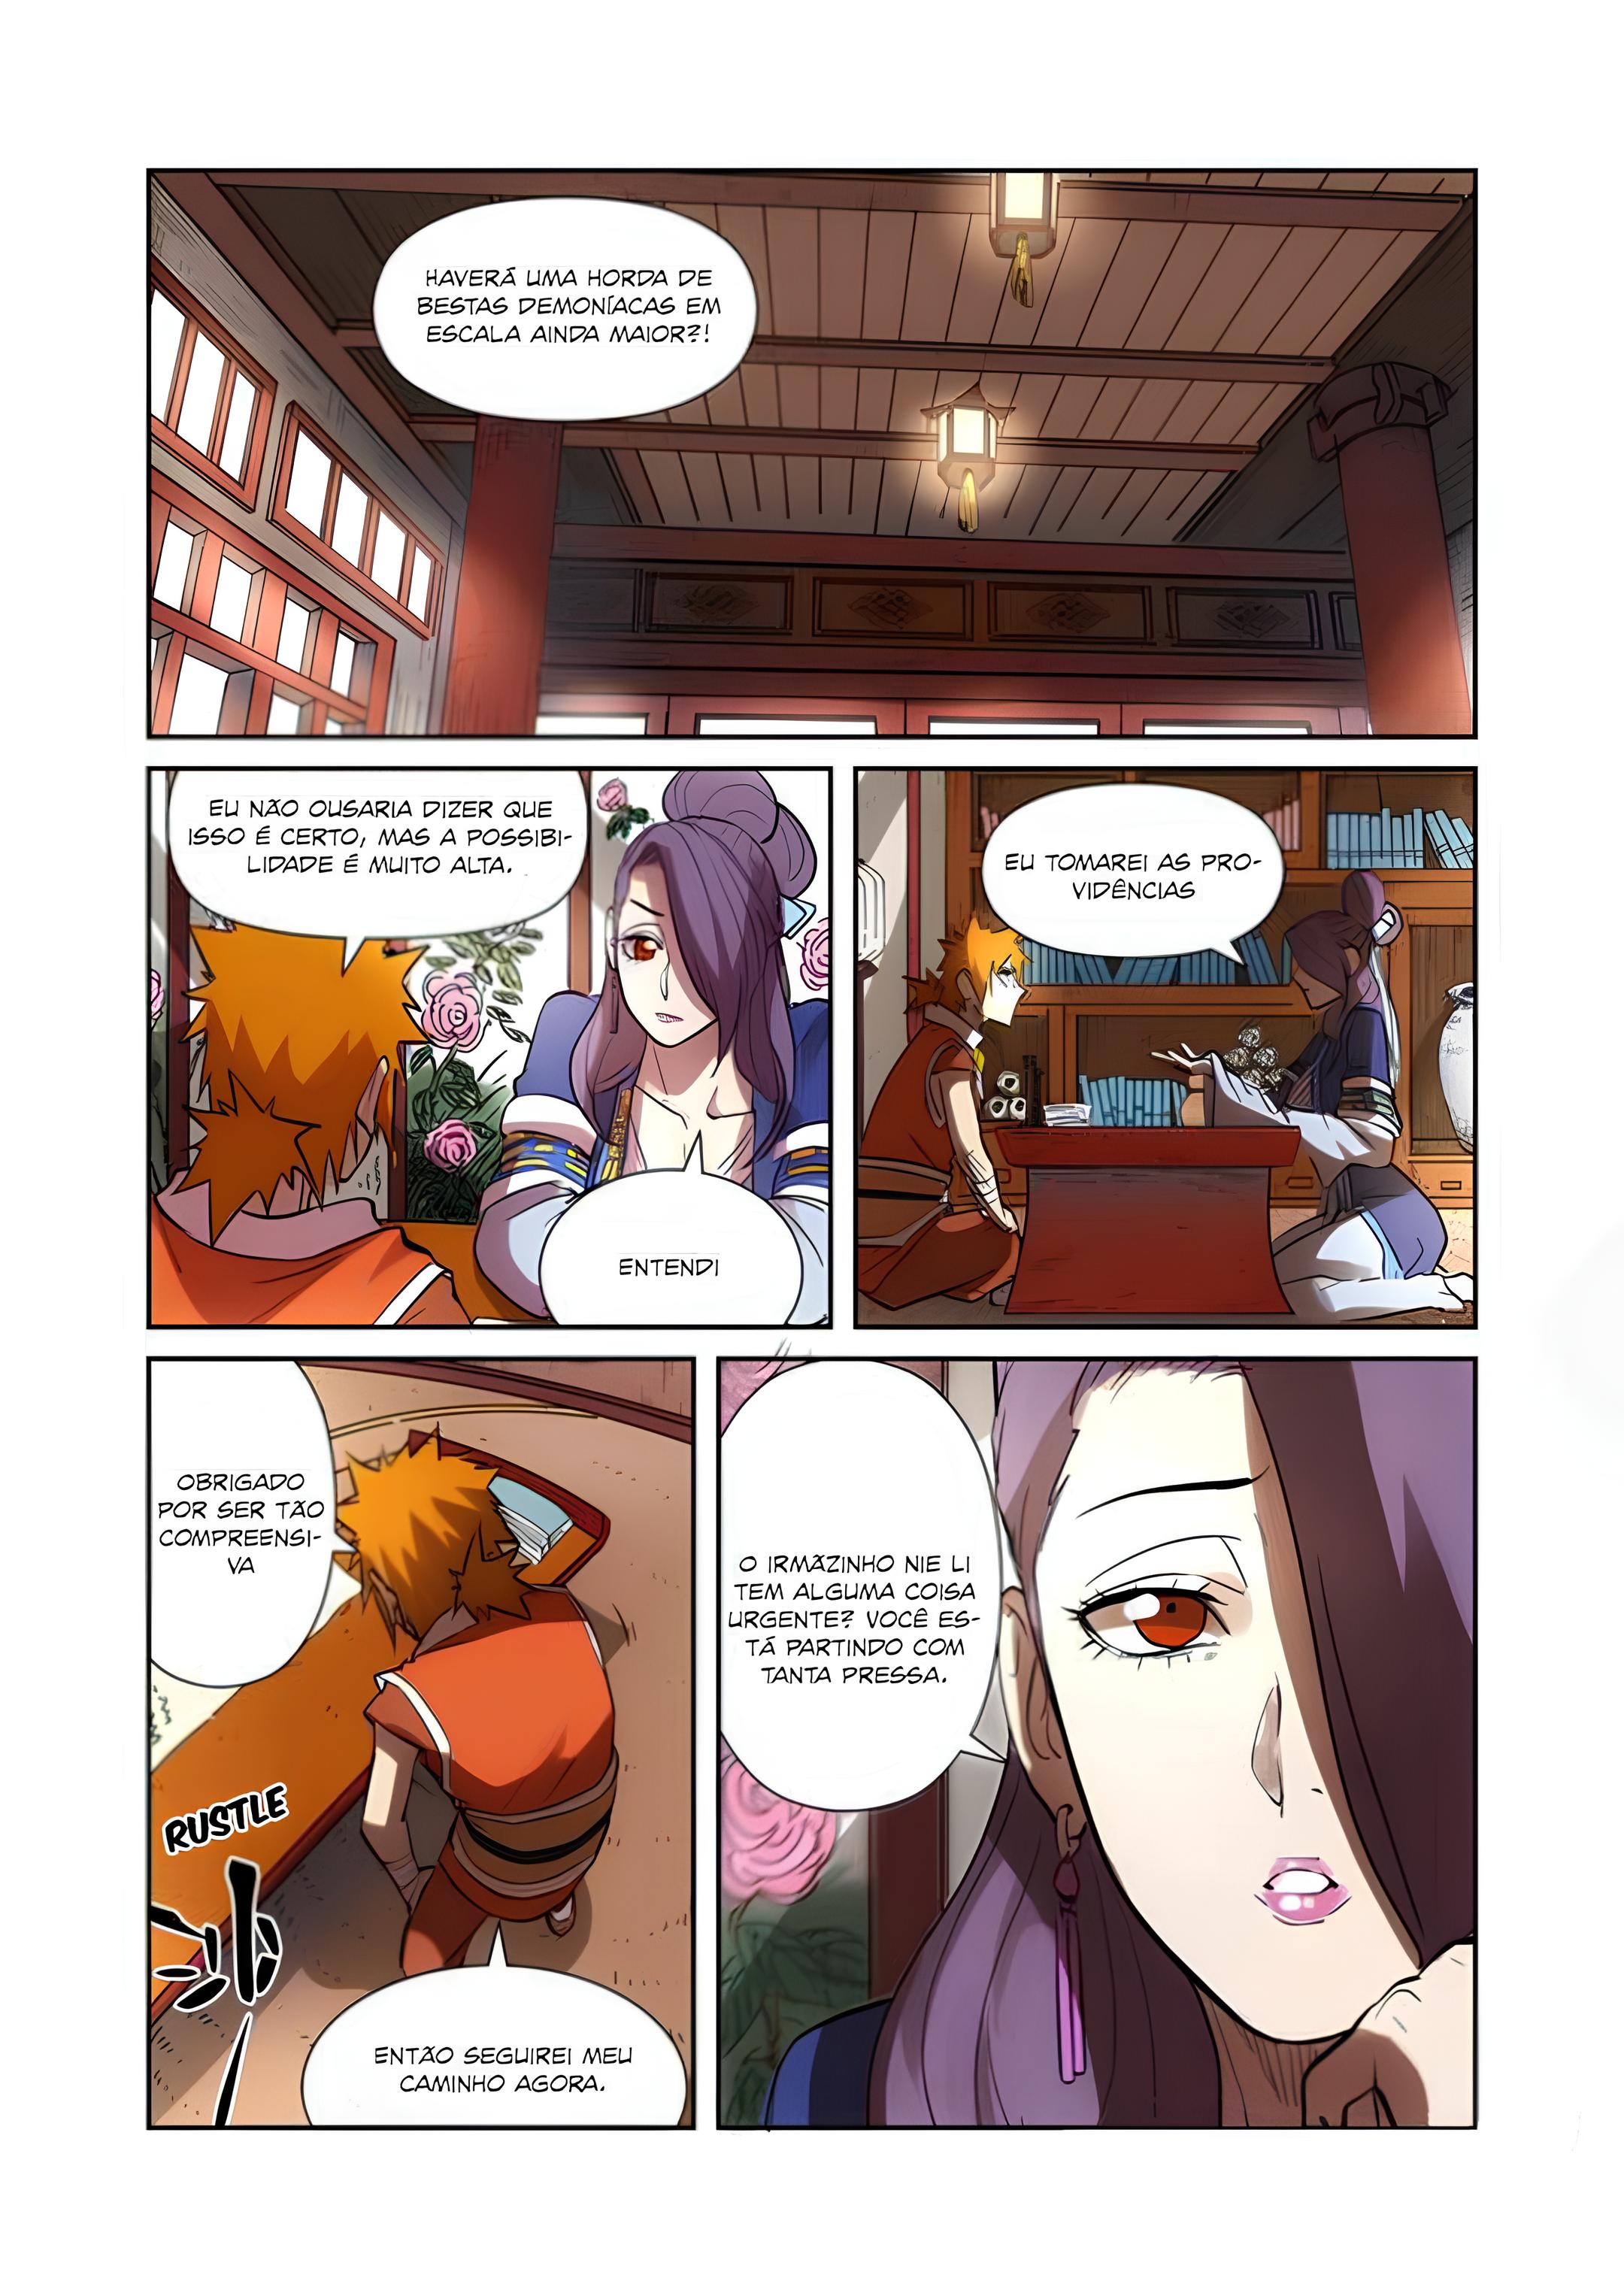 HAVERÁ UMA HORDA DE
BESTAS DEMONÍACAS EM
ESCALA AINDA MAIOR?!
EU NÃO OUSARIA DIZER QUE
ISSO É CERTO, MAS A POSSIBI-
LIDADE É MUITO ALTA.
ENTENDI
EU TOMAREI AS PRO-
VIDÊNCIAS
OBRIGADO
POR SER TÃO
COMPREENSI-
VA
RUSTLE
ENTÃO SEGUIREI MEU
CAMINHO AGORA.
O IRMÃZINHO NIE LI
TEM ALGUMA COISA
URGENTE? VOCÊ ES-
TÁ PARTINDO COM
TANTA PRESSA.